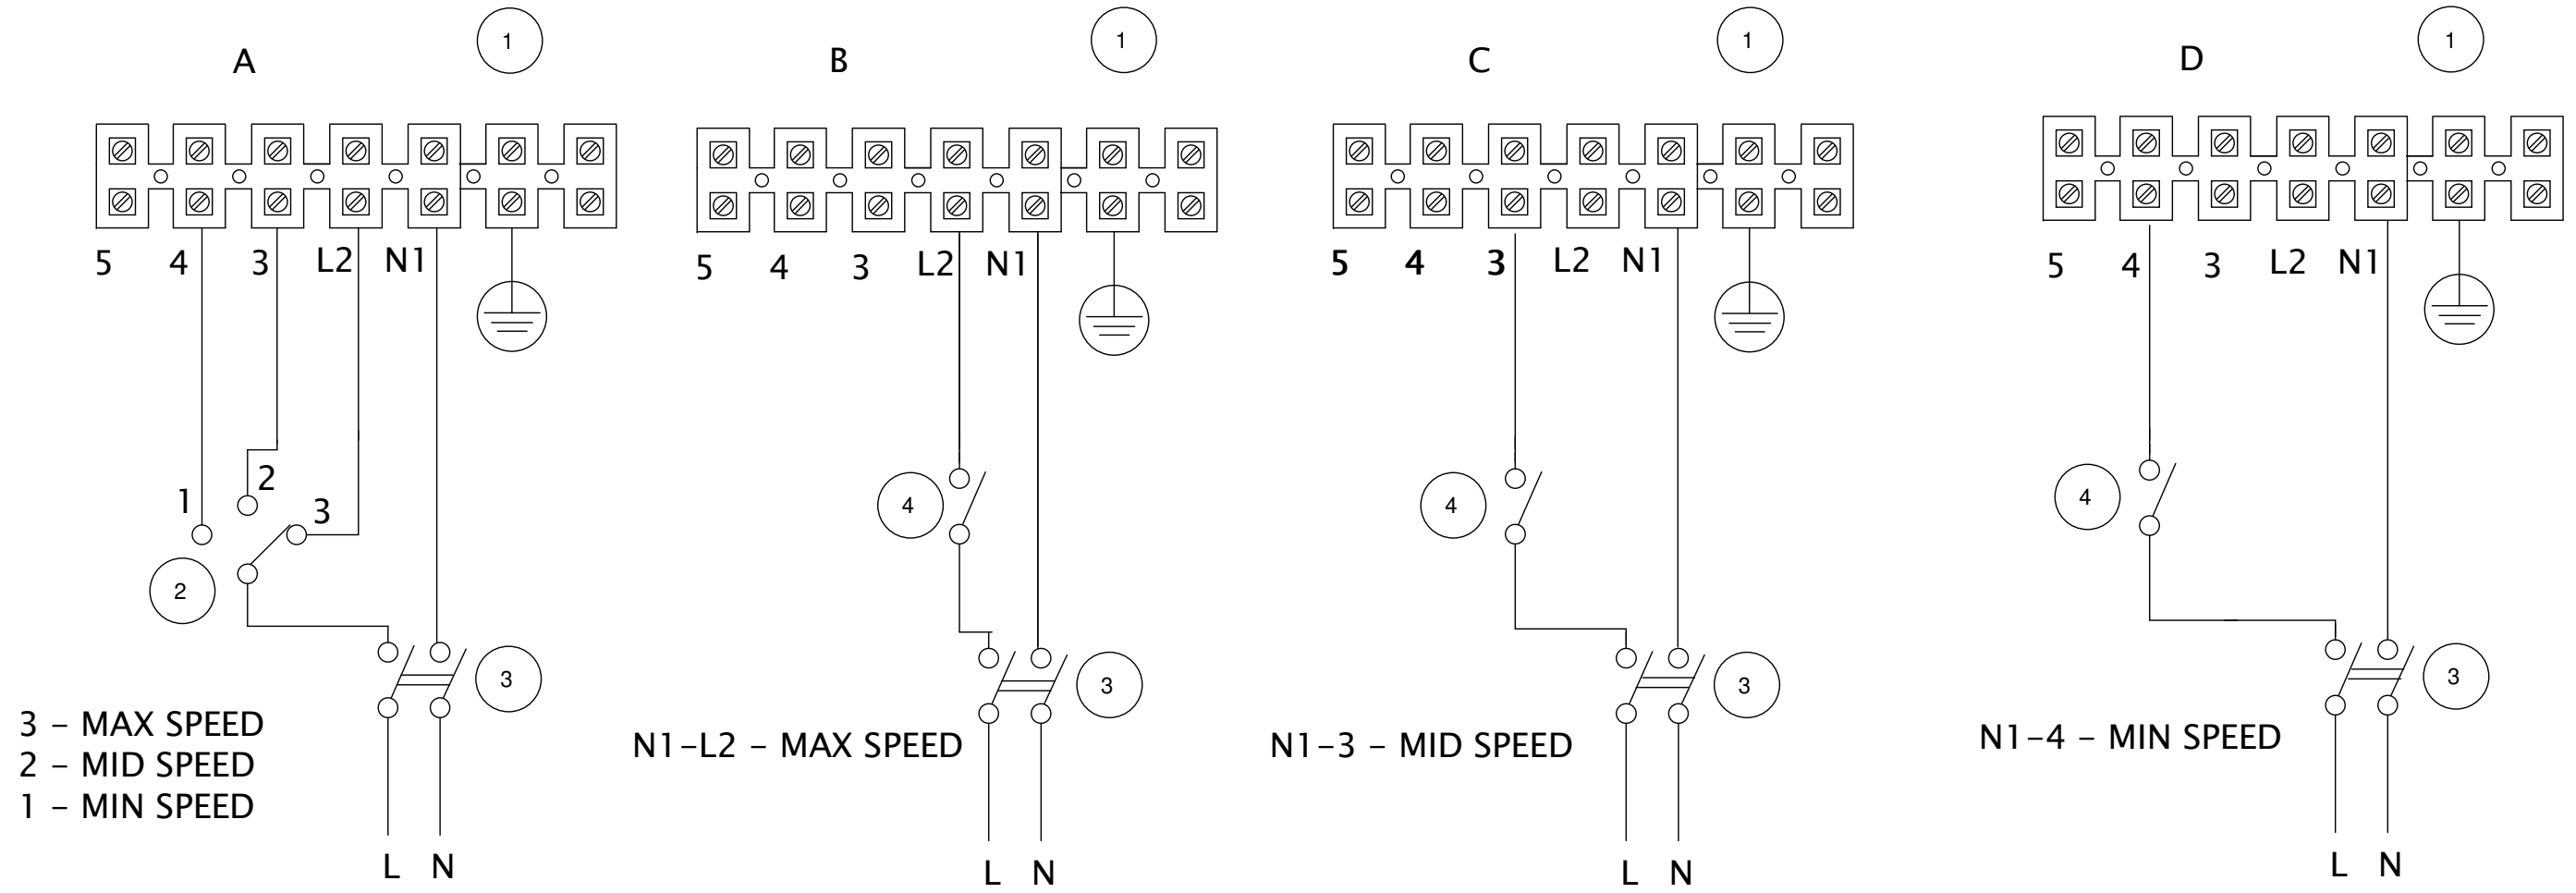 A
1
B
1
C
1
D
1
5 4 3 L2 N1
5 4 3 L2 N1
5 4 3 L2 N1
5 4 3 L2 N1
1
2
3
2
3
4
3
4
3
4
3
3 – MAX SPEED
2 – MID SPEED
1 – MIN SPEED
N1–L2 – MAX SPEED
N1–3 – MID SPEED
N1–4 – MIN SPEED
L N
L N
L N
L N